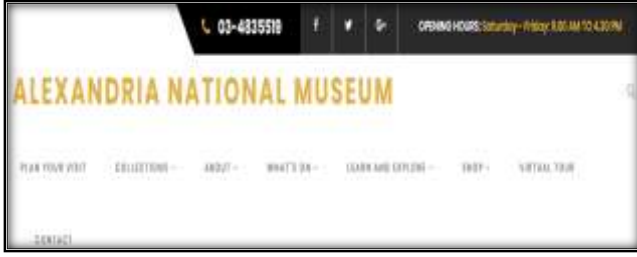 03-4835519 f G+ OPENING HOURS: Saturday - Friday: 9.00 AM TO 4.30 PM
ALEXANDRIA NATIONAL MUSEUM
PLAN YOUR VISIT COLLECTIONS ABOUT WHAT'S ON LEARN AND EXPLORE SHOP VIRTUAL TOUR
CONTACT